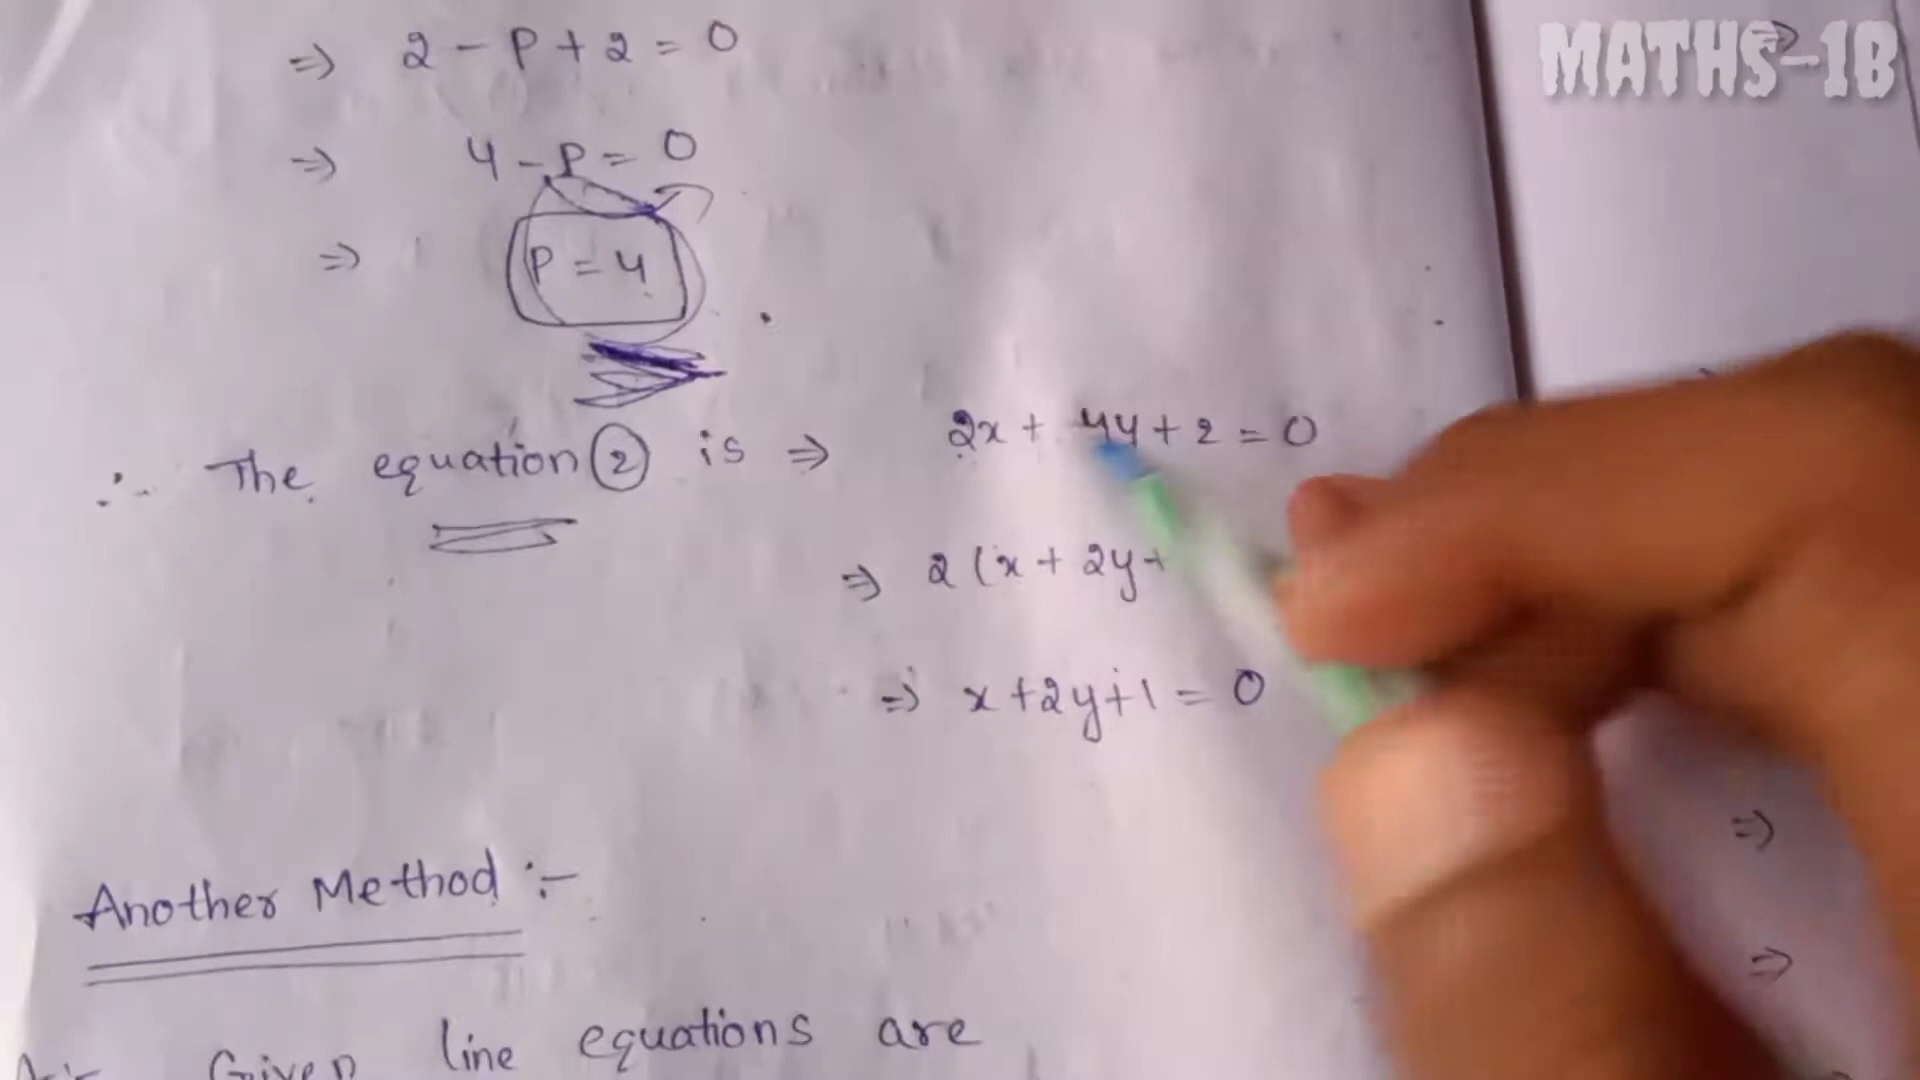 MATHS-1B
⇒ 2 - P + 2 = 0
⇒ 4 - P = 0
⇒ P = 4
∴ The equation ② is ⇒ 2x + 4y + 2 = 0
⇒ 2 (x + 2y +
⇒ x + 2y + 1 = 0
Another Method :-
Given line equations are